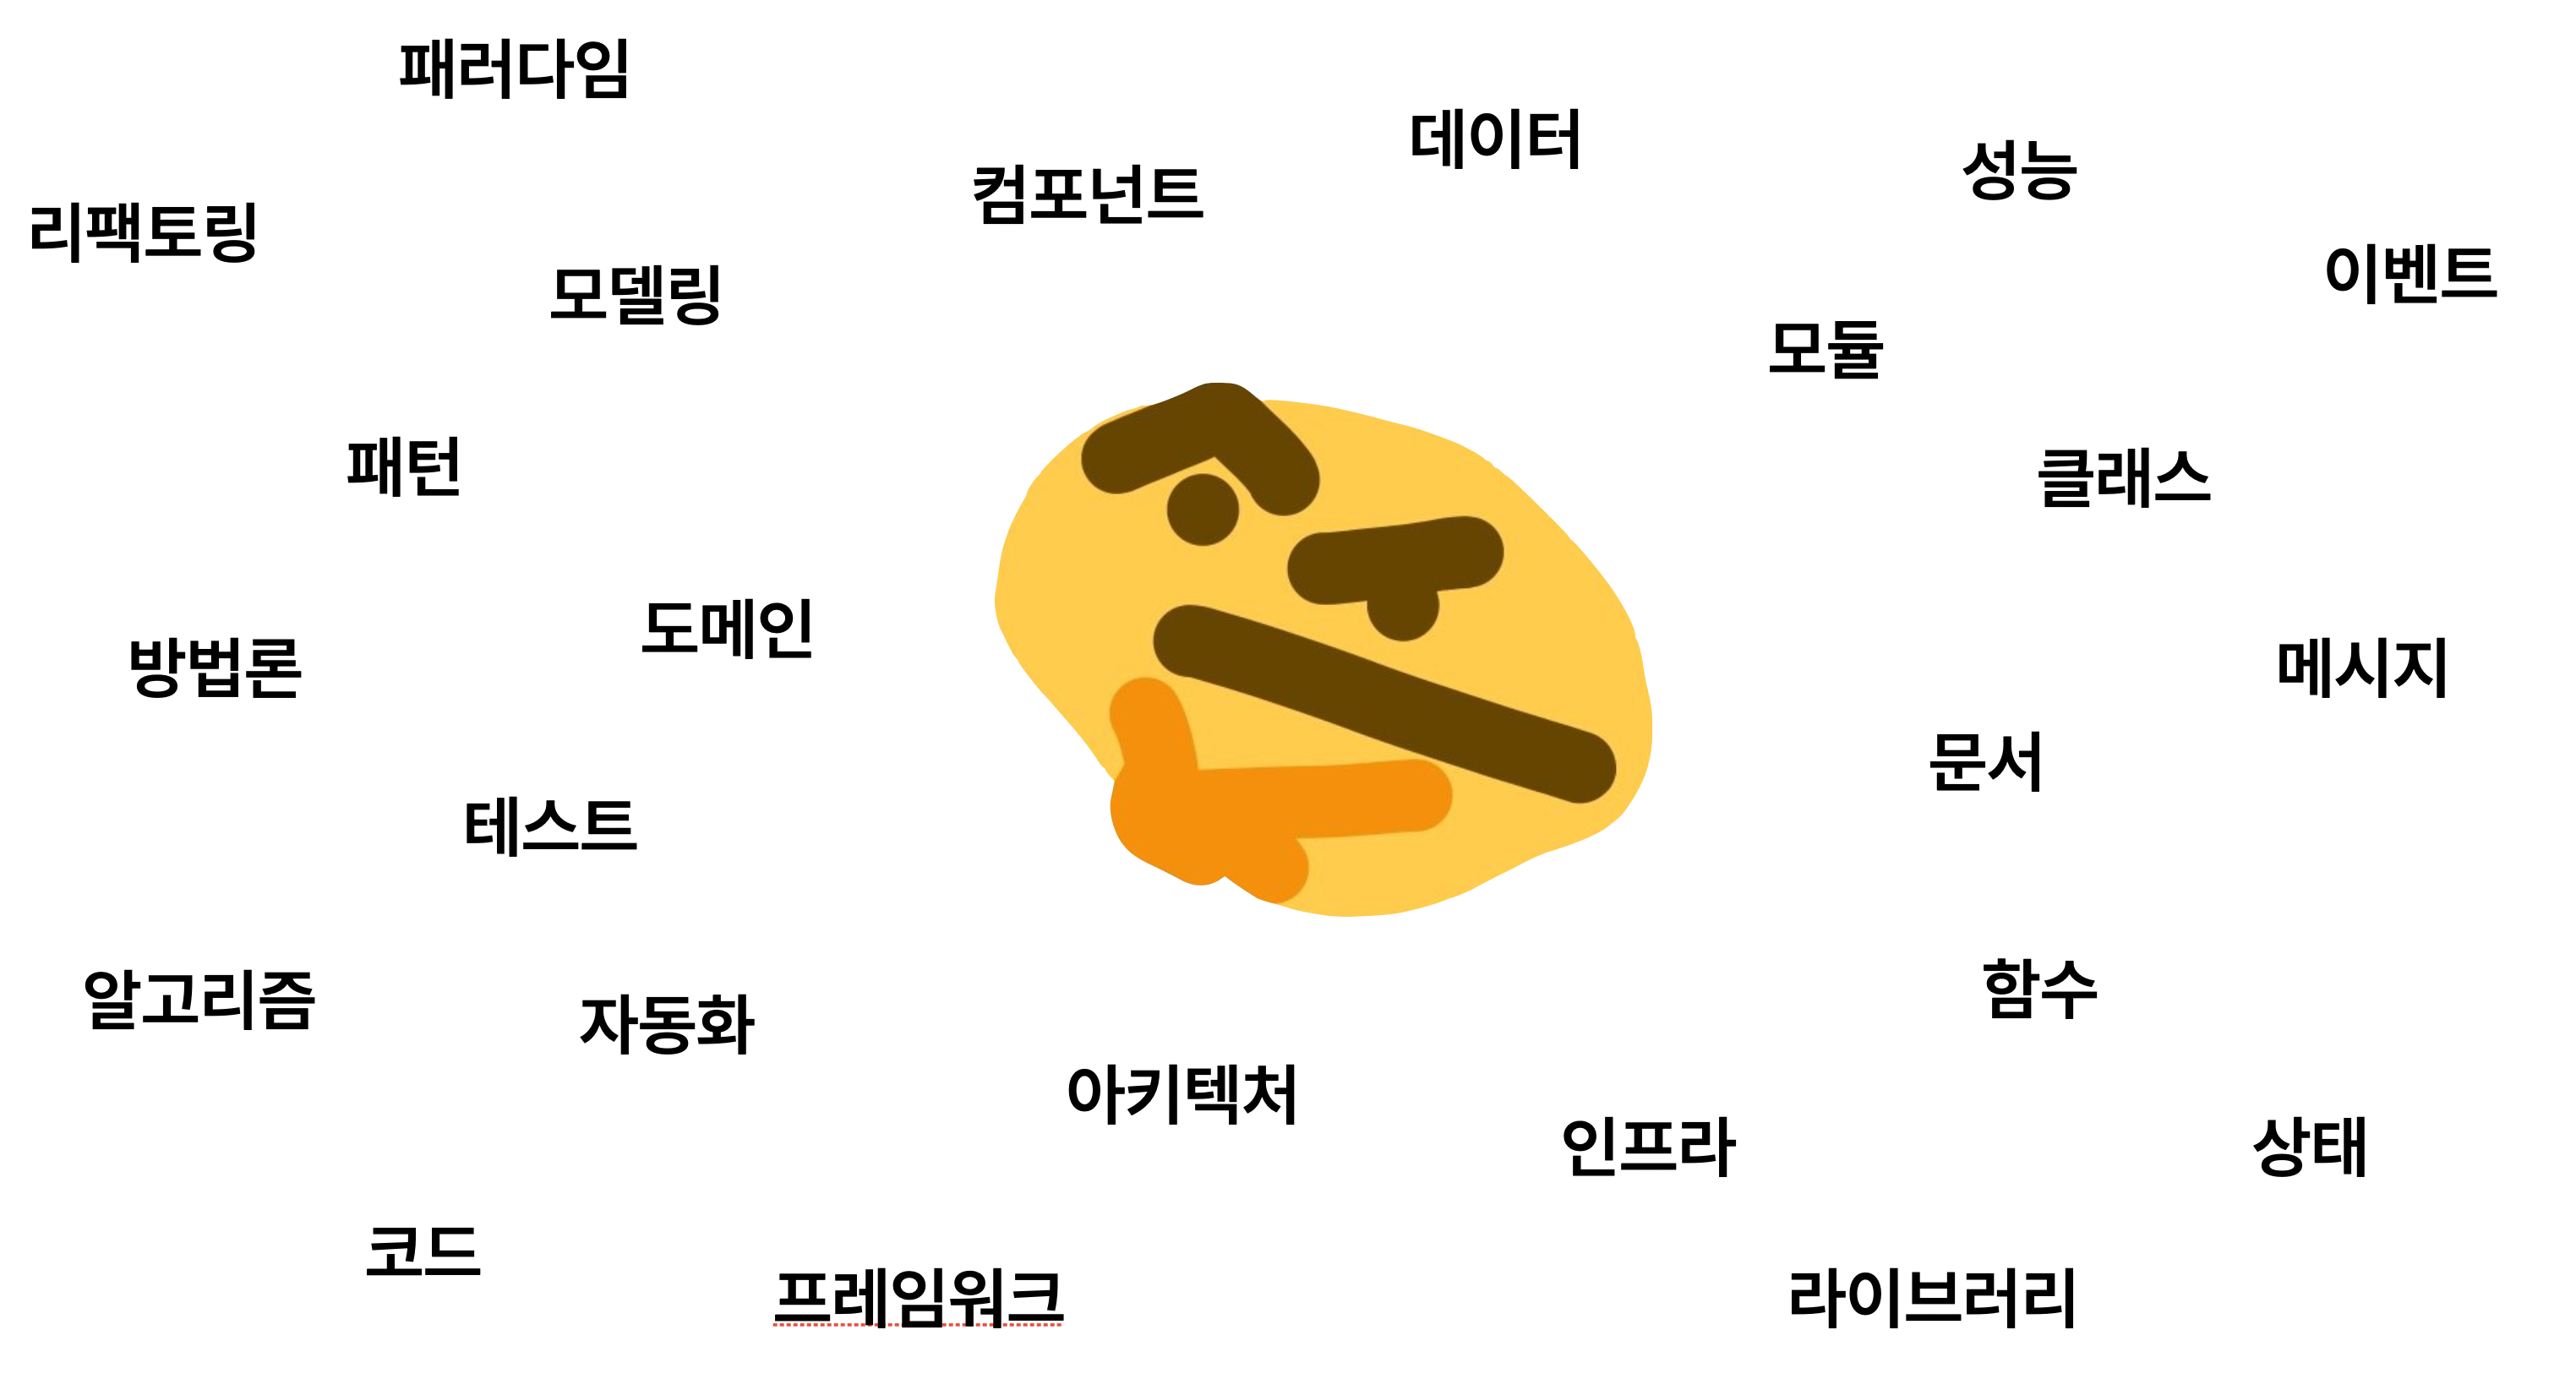 패러다임
데이터
성능
컴포넌트
리팩토링
이벤트
모델링
모듈
패턴
클래스
도메인
방법론
메시지
문서
테스트
함수
알고리즘
자동화
아키텍처
인프라
상태
코드
프레임워크
라이브러리